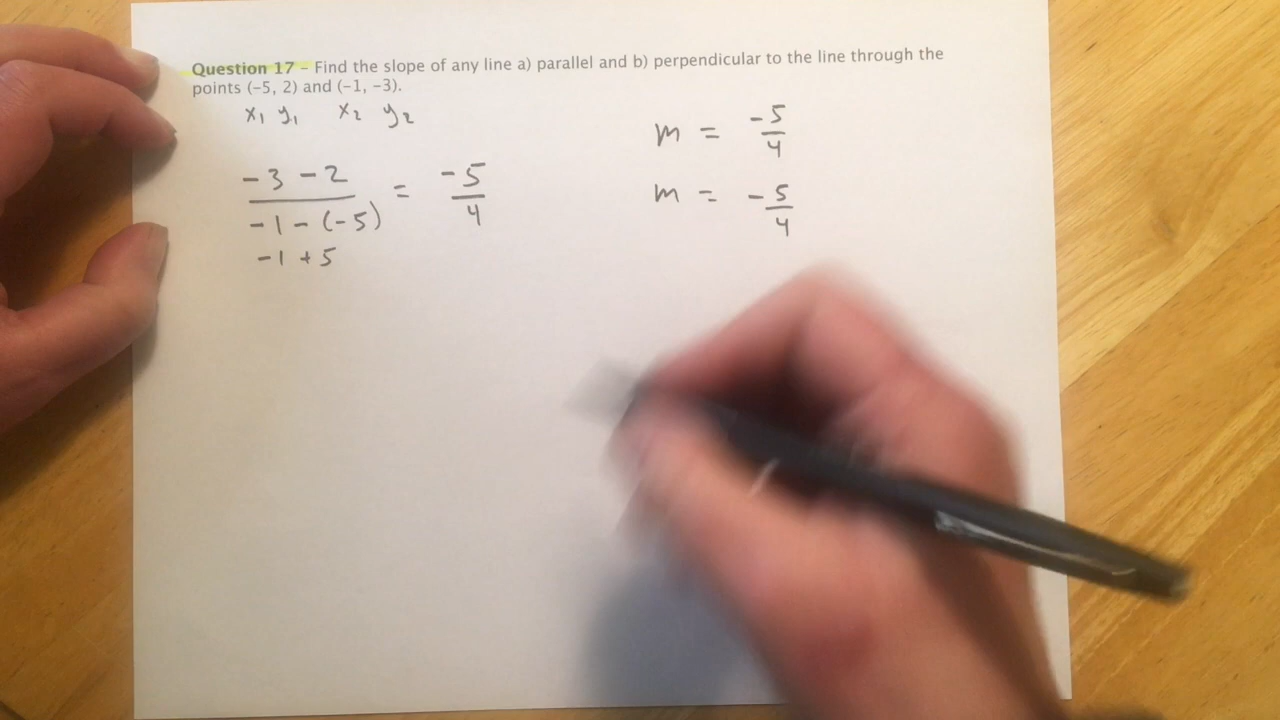 Question 17 – Find the slope of any line a) parallel and b) perpendicular to the line through the
points (–5, 2) and (–1, –3).
x₁ y₁ x₂ y₂
-3 -2
-1 - (-5)
= -5/4
-1 + 5
m = -5/4
m = -5/4